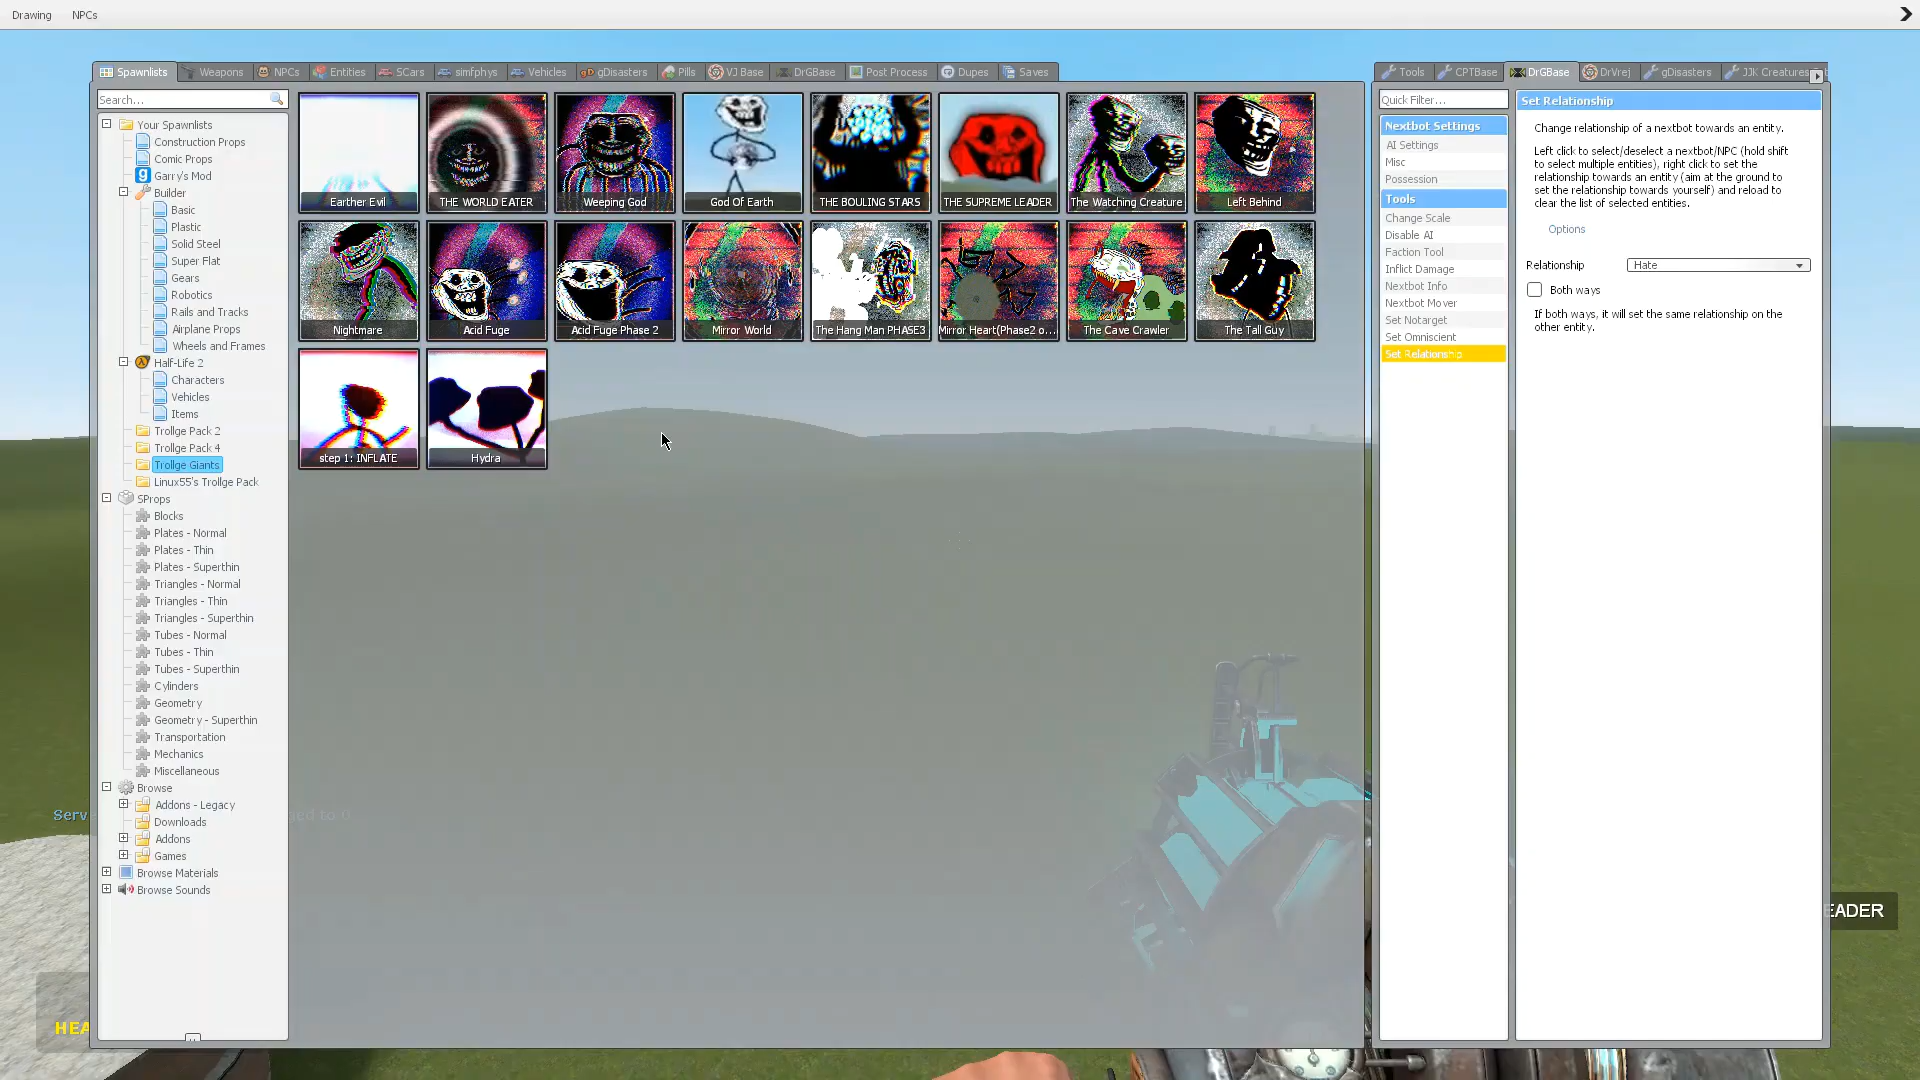 Drawing NPCs
Spawnlists Weapons NPCs Entities SCars simfphys Vehicles gDisasters Pills VJ Base DrGBase Post Process Dupes Saves
Search...
Your Spawnlists
Construction Props
Comic Props
Garry's Mod
Builder
Basic
Plastic
Solid Steel
Super Flat
Gears
Robotics
Rails and Tracks
Airplane Props
Wheels and Frames
Half-Life 2
Characters
Vehicles
Items
Trollge Pack 2
Trollge Pack 4
Trollge Giants
Linux55's Trollge Pack
SProps
Blocks
Plates - Normal
Plates - Thin
Plates - Superthin
Triangles - Normal
Triangles - Thin
Triangles - Superthin
Tubes - Normal
Tubes - Thin
Tubes - Superthin
Cylinders
Geometry
Geometry - Superthin
Transportation
Mechanics
Miscellaneous
Browse
Addons - Legacy
Downloads
Addons
Games
Browse Materials
Browse Sounds
Earther Evil THE WORLD EATER Weeping God God Of Earth THE BOULING STARS THE SUPREME LEADER The Watching Creature Left Behind
Nightmare Acid Fuge Acid Fuge Phase 2 Mirror World The Hang Man PHASE3 Mirror Heart(Phase2 o... The Cave Crawler The Tall Guy
step 1: INFLATE Hydra
Tools CPTBase DrGBase DrVrej gDisasters JJK Creatures
Quick Filter...
Nextbot Settings
AI Settings
Misc
Possession
Tools
Change Scale
Disable AI
Faction Tool
Inflict Damage
Nextbot Info
Nextbot Mover
Set Notarget
Set Omniscient
Set Relationship
Set Relationship
Change relationship of a nextbot towards an entity.
Left click to select/deselect a nextbot/NPC (hold shift
to select multiple entities), right click to set the
relationship towards an entity (aim at the ground to
set the relationship towards yourself) and reload to
clear the list of selected entities.
Options
Relationship Hate
Both ways
If both ways, it will set the same relationship on the
other entity.
Serv
sed to 0
EADER
HEA